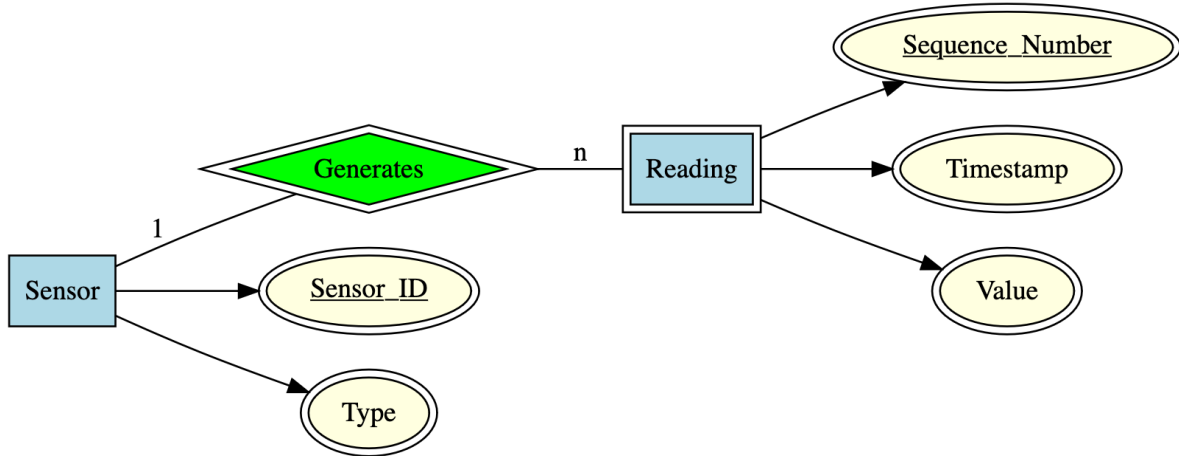 Sequence_Number
Generates
n
Reading
Timestamp
1
Sensor
Sensor_ID
Value
Type